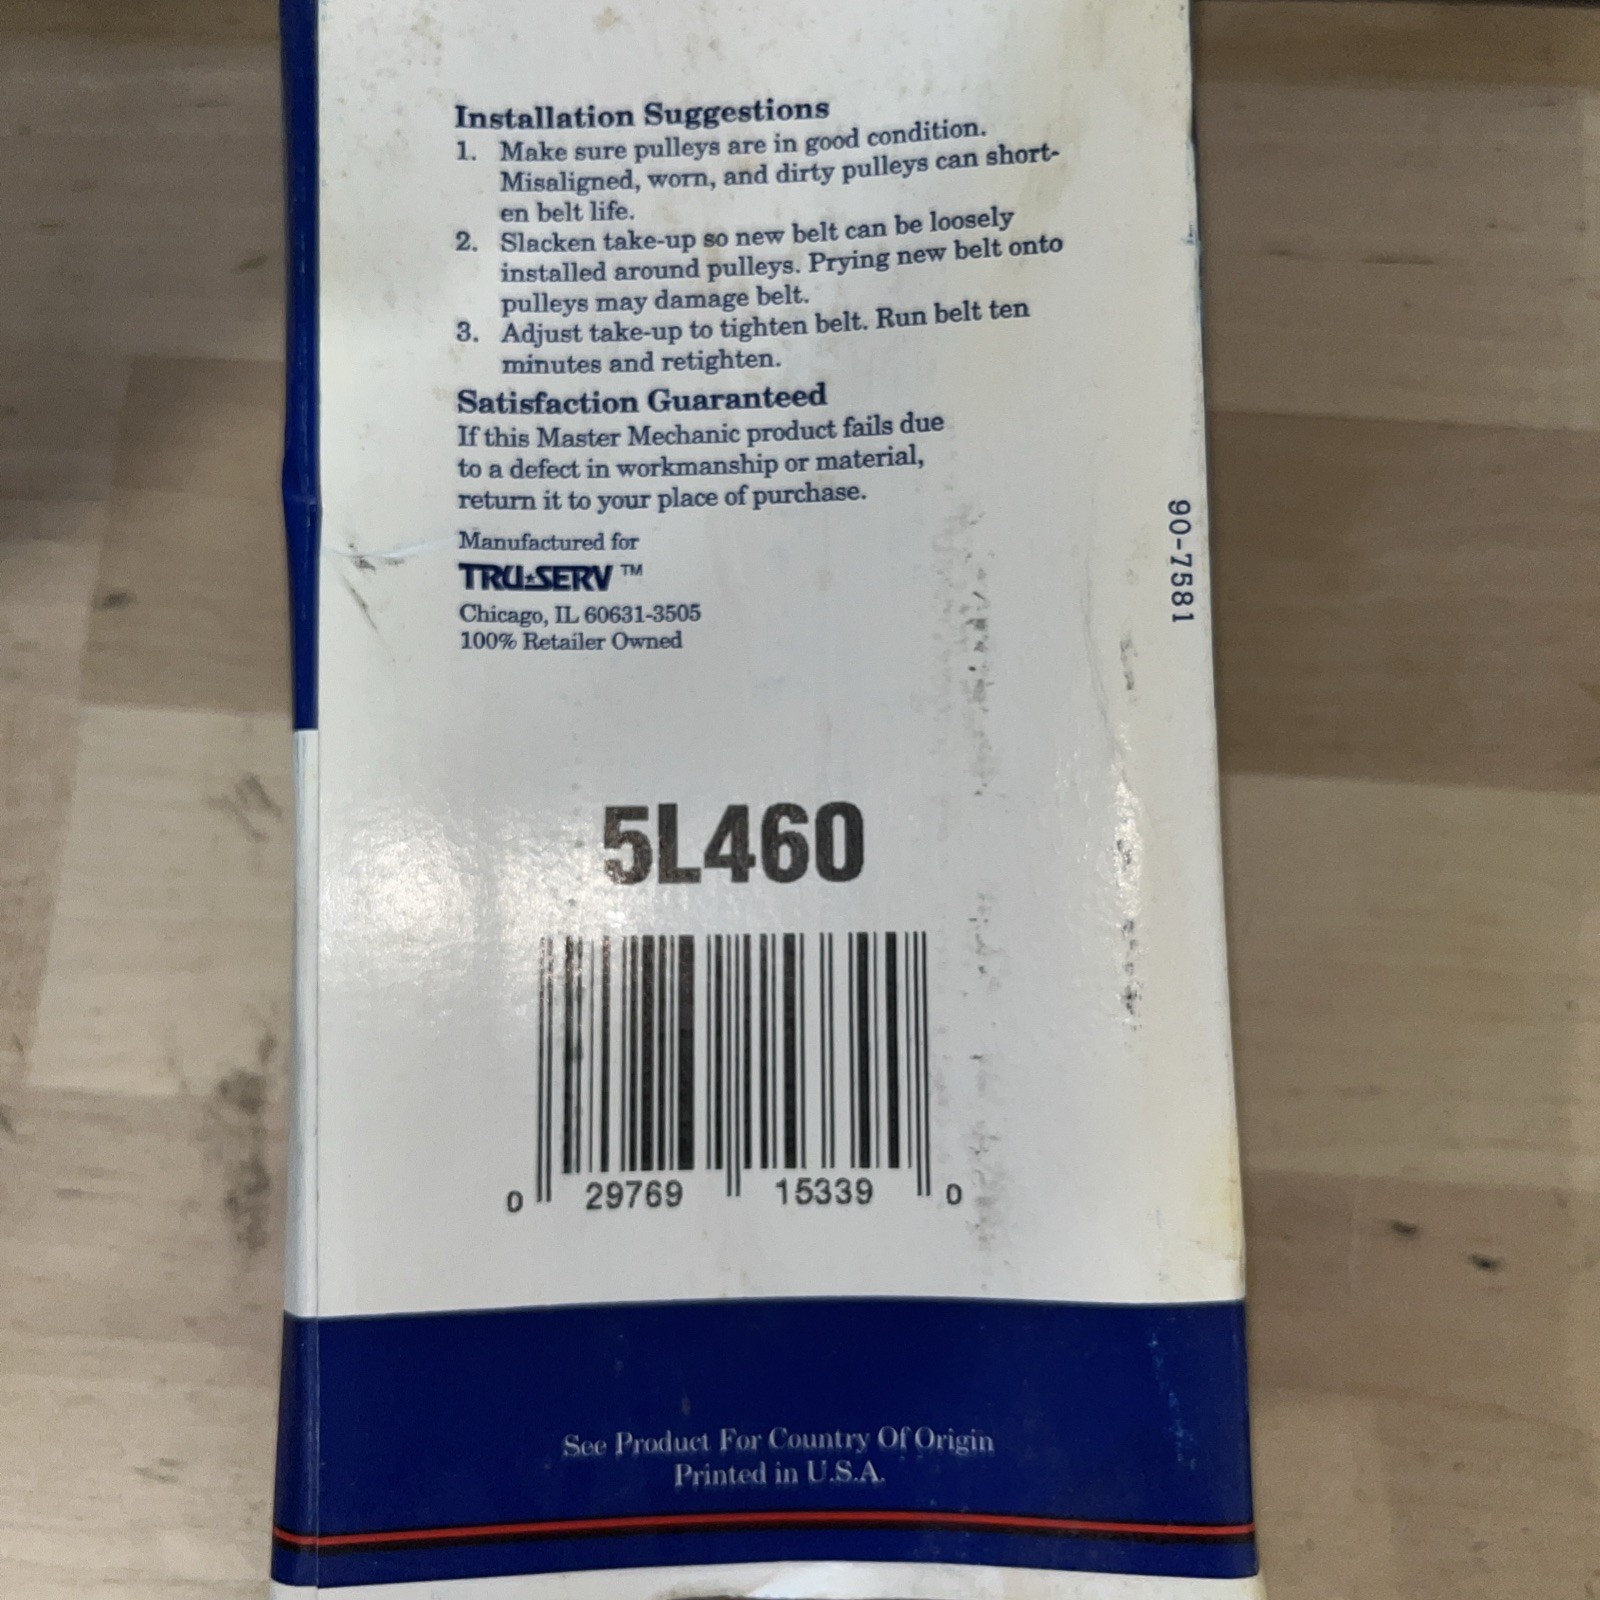 Installation Suggestions
1. Make sure pulleys are in good condition.
Misaligned, worn, and dirty pulleys can short-
en belt life.
2. Slacken take-up so new belt can be loosely
installed around pulleys. Prying new belt onto
pulleys may damage belt.
3. Adjust take-up to tighten belt. Run belt ten
minutes and retighten.
Satisfaction Guaranteed
If this Master Mechanic product fails due
to a defect in workmanship or material,
return it to your place of purchase.
Manufactured for
TRU★SERV™
Chicago, IL 60631-3505
100% Retailer Owned
90-7581
5L460
0 29769 15339 0
See Product For Country Of Origin
Printed in U.S.A.